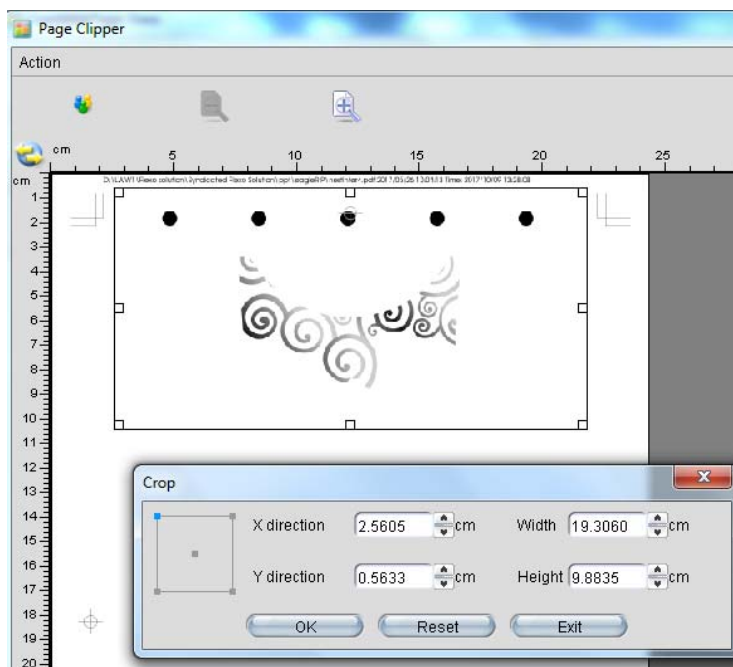 Page Clipper
Action
cm 5 10 15 20 25
cm
1
2
3
4
5
6
7
8
9
10
11
12
13
14
15
16
17
18
19
20
Crop
X direction 2.5605 cm Width 19.3060 cm
Y direction 0.5633 cm Height 9.8835 cm
OK Reset Exit